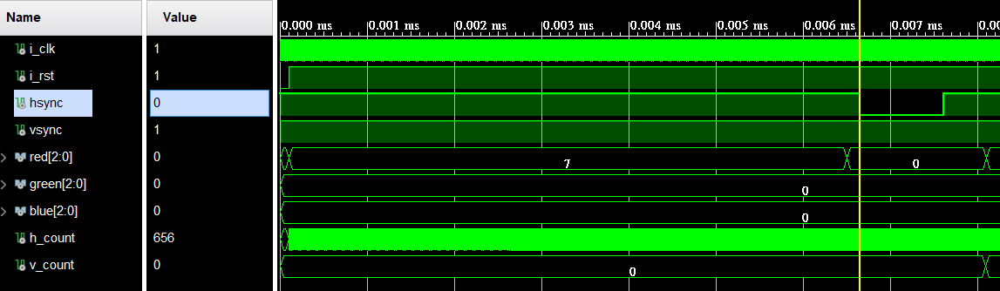 Name Value 0.000 ms 0.001 ms 0.002 ms 0.003 ms 0.004 ms 0.005 ms 0.006 ms 0.007 ms 0.00
i_clk 1
i_rst 1
hsync 0
vsync 1
red[2:0] 0 7 0
green[2:0] 0 0
blue[2:0] 0 0
h_count 656
v_count 0 0